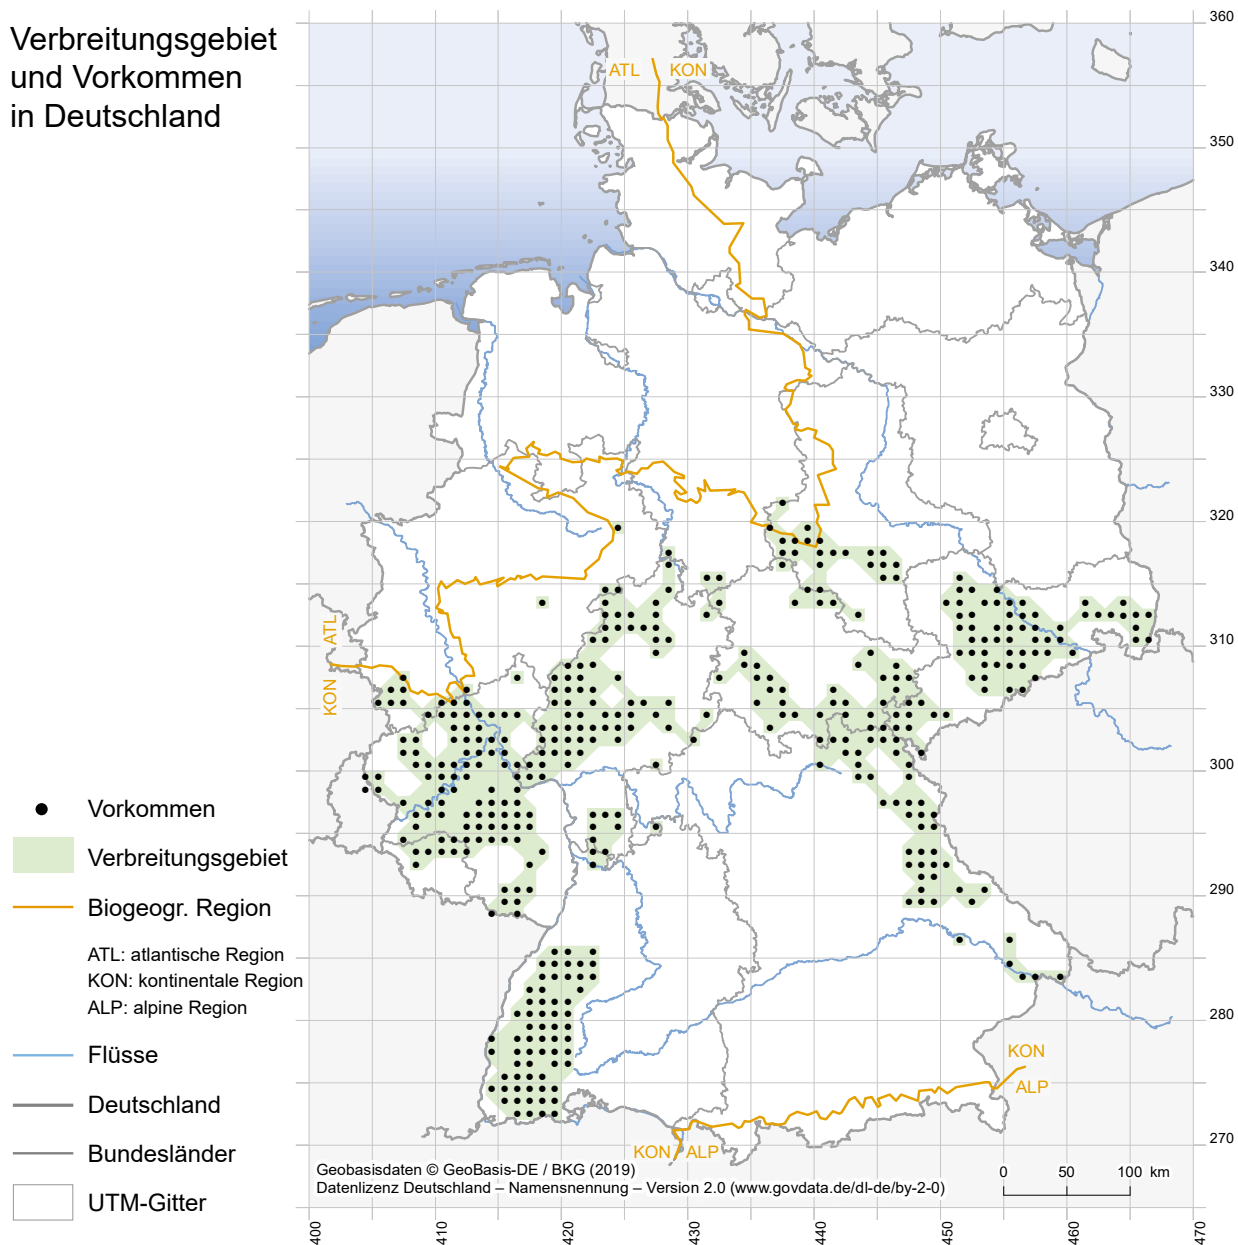 Verbreitungsgebiet
und Vorkommen
in Deutschland
ATL KON
360
350
340
330
320
310
300
290
280
270
ATL
KON
Vorkommen
Verbreitungsgebiet
Biogeogr. Region
ATL: atlantische Region
KON: kontinentale Region
ALP: alpine Region
Flüsse
Deutschland
Bundesländer
UTM-Gitter
KON
ALP
KON ALP
Geobasisdaten © GeoBasis-DE / BKG (2019)
Datenlizenz Deutschland – Namensnennung – Version 2.0 (www.govdata.de/dl-de/by-2-0)
0 50 100 km
400 410 420 430 440 450 460 470